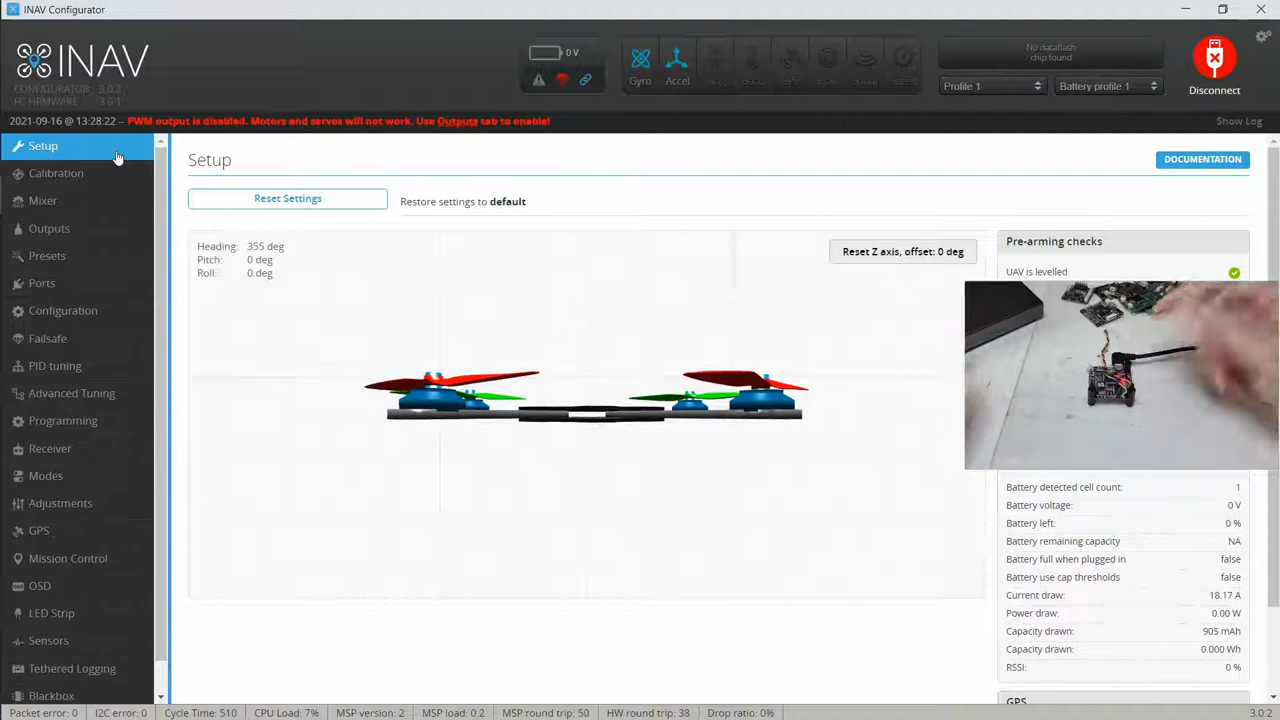 INAV Configurator
INAV
CONFIGURATOR 3.0.2
FC FIRMWARE 3.0.1
0 V
Gyro
Accel
No dataflash
chip found
Profile 1
Battery profile 1
Disconnect
2021-09-16 @ 13:28:22 -- PWM output is disabled. Motors and servos will not work. Use Outputs tab to enable!
Show Log
Setup
Calibration
Mixer
Outputs
Presets
Ports
Configuration
Failsafe
PID tuning
Advanced Tuning
Programming
Receiver
Modes
Adjustments
GPS
Mission Control
OSD
LED Strip
Sensors
Tethered Logging
Blackbox
Setup
DOCUMENTATION
Reset Settings
Restore settings to default
Heading: 355 deg
Pitch: 0 deg
Roll: 0 deg
Reset Z axis, offset: 0 deg
Pre-arming checks
UAV is levelled
Battery detected cell count: 1
Battery voltage: 0 V
Battery left: 0 %
Battery remaining capacity NA
Battery full when plugged in false
Battery use cap thresholds false
Current draw: 18.17 A
Power draw: 0.00 W
Capacity drawn: 905 mAh
Capacity drawn: 0.000 Wh
RSSI: 0 %
GPS
Packet error: 0
I2C error: 0
Cycle Time: 510
CPU Load: 7%
MSP version: 2
MSP load: 0.2
MSP round trip: 50
HW round trip: 38
Drop ratio: 0%
3.0.2